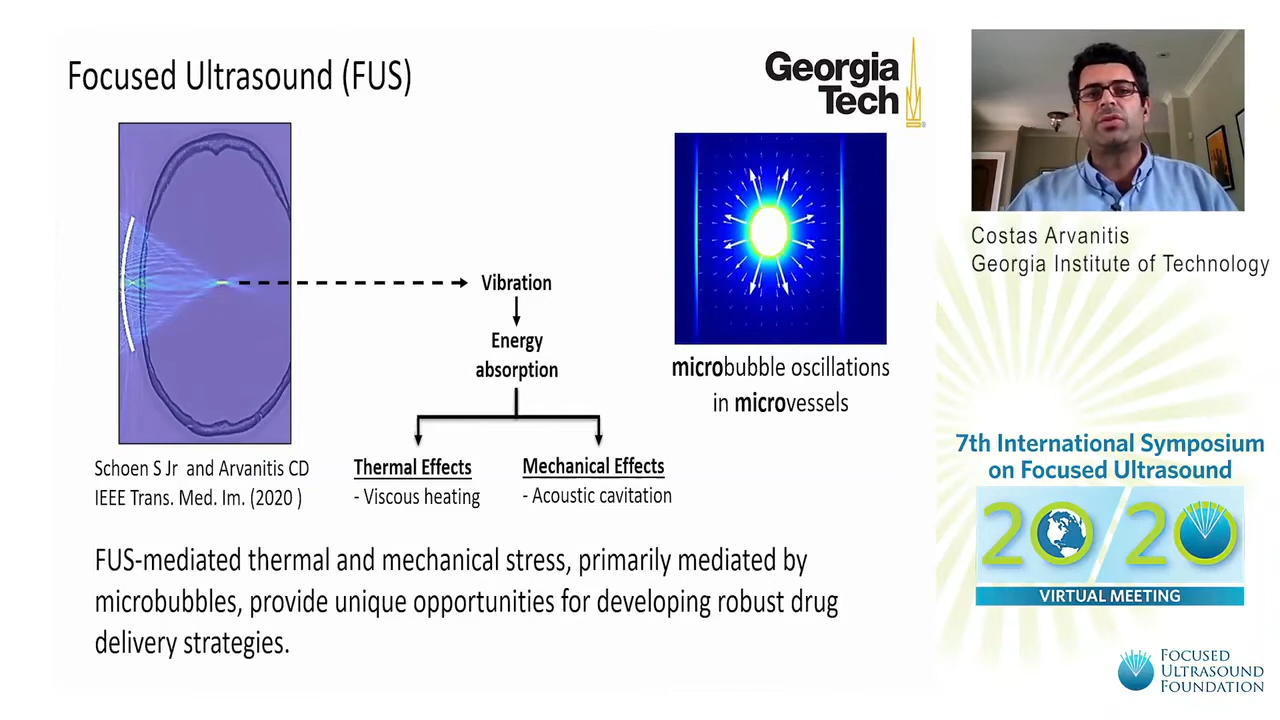 Focused Ultrasound (FUS)
Georgia
Tech
Vibration
Energy
absorption
Thermal Effects
- Viscous heating
Mechanical Effects
- Acoustic cavitation
Schoen S Jr and Arvanitis CD
IEEE Trans. Med. Im. (2020 )
microbubble oscillations
in microvessels
FUS-mediated thermal and mechanical stress, primarily mediated by
microbubbles, provide unique opportunities for developing robust drug
delivery strategies.
Costas Arvanitis
Georgia Institute of Technology
7th International Symposium
on Focused Ultrasound
20/20
VIRTUAL MEETING
FOCUSED
ULTRASOUND
FOUNDATION